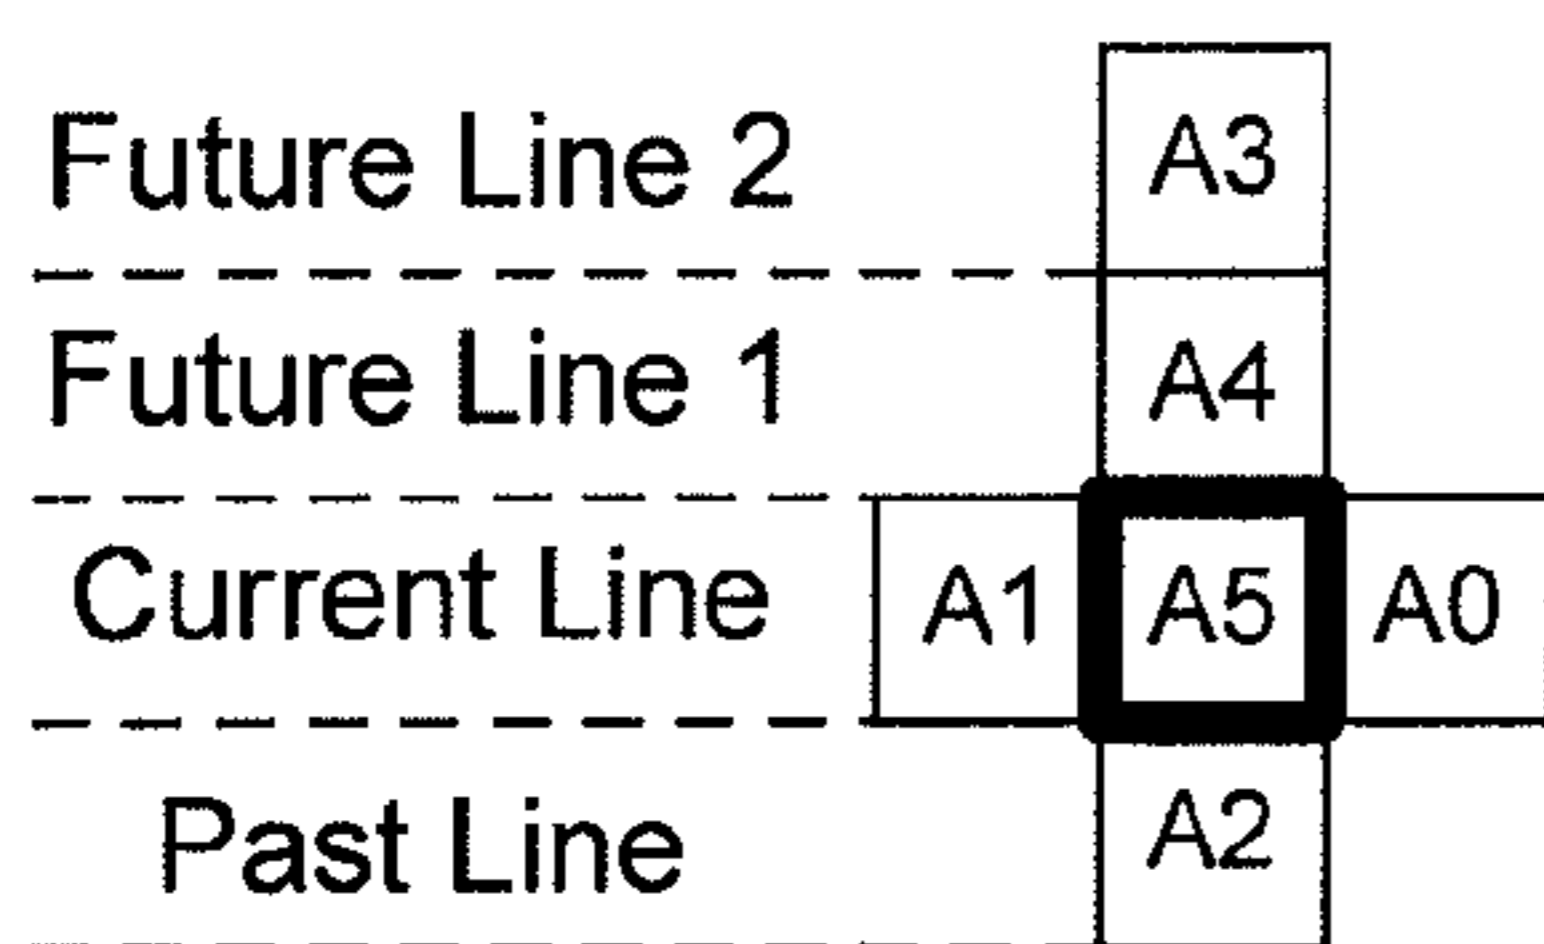 Future Line 2 A3
Future Line 1 A4
Current Line A1 A5 A0
Past Line A2